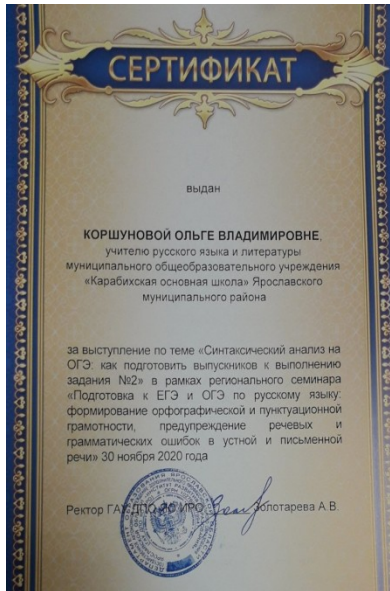 СЕРТИФИКАТ
выдан
КОРШУНОВОЙ ОЛЬГЕ ВЛАДИМИРОВНЕ,
учителю русского языка и литературы
муниципального общеобразовательного учреждения
«Карабихская основная школа» Ярославского
муниципального района
за выступление по теме «Синтаксический анализ на
ОГЭ: как подготовить выпускников к выполнению
задания №2» в рамках регионального семинара
«Подготовка к ЕГЭ и ОГЭ по русскому языку:
формирование орфографической и пунктуационной
грамотности, предупреждение речевых и
грамматических ошибок в устной и письменной
речи» 30 ноября 2020 года
Ректор ГАУ ДПО ЯО ИРО Золотарева А.В.